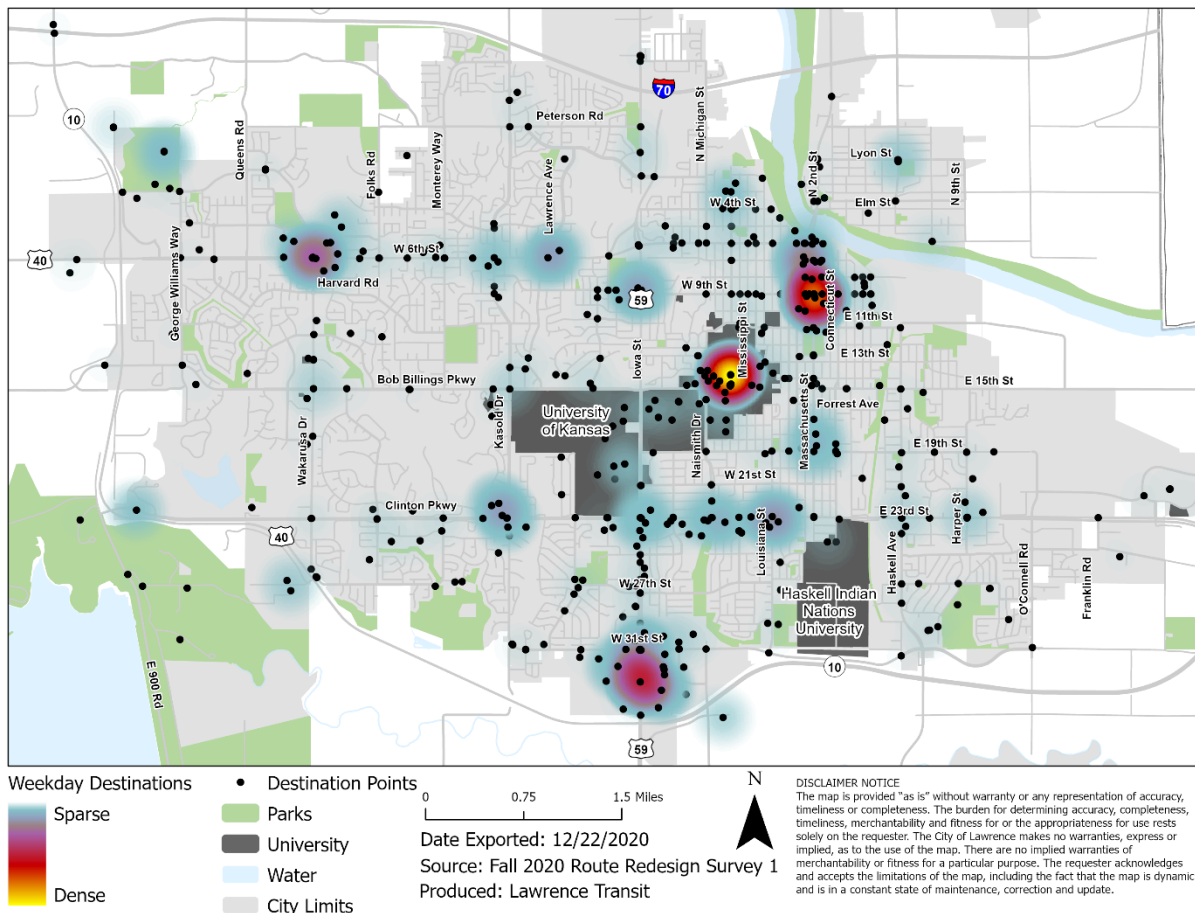 70
N Michigan St
Peterson Rd
10
Queens Rd
Folks Rd
Monterey Way
Lawrence Ave
N 2nd St
Lyon St
N 9th St
W 4th St
Elm St
George Williams Way
W 6th St
40
Harvard Rd
W 9th St
59
Connecticut St
E 11th St
Mississippi St
Iowa St
E 13th St
Bob Billings Pkwy
E 15th St
Forrest Ave
University
of Kansas
Kasold Dr
Naismith Dr
Massachusetts St
Wakarusa Dr
E 19th St
W 21st St
Clinton Pkwy
Louisiana St
E 23rd St
Harper St
40
Haskell Ave
O'Connell Rd
Franklin Rd
W 27th St
Haskell Indian
Nations
University
W 31st St
10
E 900 Rd
59
Weekday Destinations
Sparse
Dense
Destination Points
Parks
University
Water
City Limits
0 0.75 1.5 Miles
Date Exported: 12/22/2020
Source: Fall 2020 Route Redesign Survey 1
Produced: Lawrence Transit
N
DISCLAIMER NOTICE
The map is provided "as is" without warranty or any representation of accuracy,
timeliness or completeness. The burden for determining accuracy, completeness,
timeliness, merchantability and fitness for or the appropriateness for use rests
solely on the requester. The City of Lawrence makes no warranties, express or
implied, as to the use of the map. There are no implied warranties of
merchantability or fitness for a particular purpose. The requester acknowledges
and accepts the limitations of the map, including the fact that the map is dynamic
and is in a constant state of maintenance, correction and update.